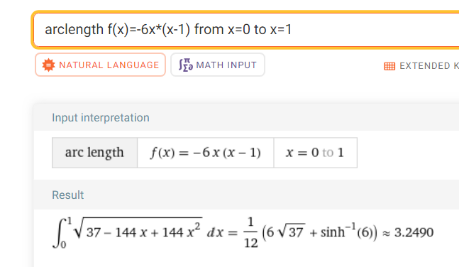 arclength f(x)=-6x*(x-1) from x=0 to x=1
NATURAL LANGUAGE
∫π Σ∂ MATH INPUT
EXTENDED K
Input interpretation
arc length f(x) = −6 x (x − 1) x = 0 to 1
Result
∫₀¹ √(37 − 144 x + 144 x²) dx = 1/12 (6 √37 + sinh⁻¹(6)) ≈ 3.2490